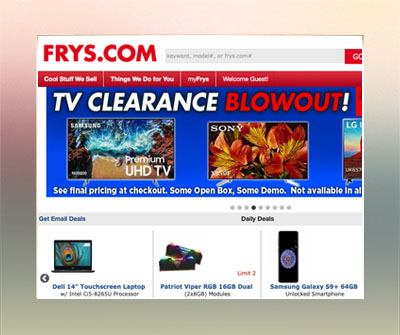 FRYS.COM
keyword, model#, or frys.com#
GO
Cool Stuff We Sell
Things We Do for You
myFrys
Welcome Guest!
TV CLEARANCE BLOWOUT!
SAMSUNG
SONY
LG U
Premium
UHD TV
NU6900
See final pricing at checkout. Some Open Box, Some Demo. Not available in al
Get Email Deals
Daily Deals
Limit 2
Dell 14" Touchscreen Laptop
w/ Intel Ci5-8265U Processor
Patriot Viper RGB 16GB Dual
(2x8GB) Modules
Samsung Galaxy S9+ 64GB
Unlocked Smartphone